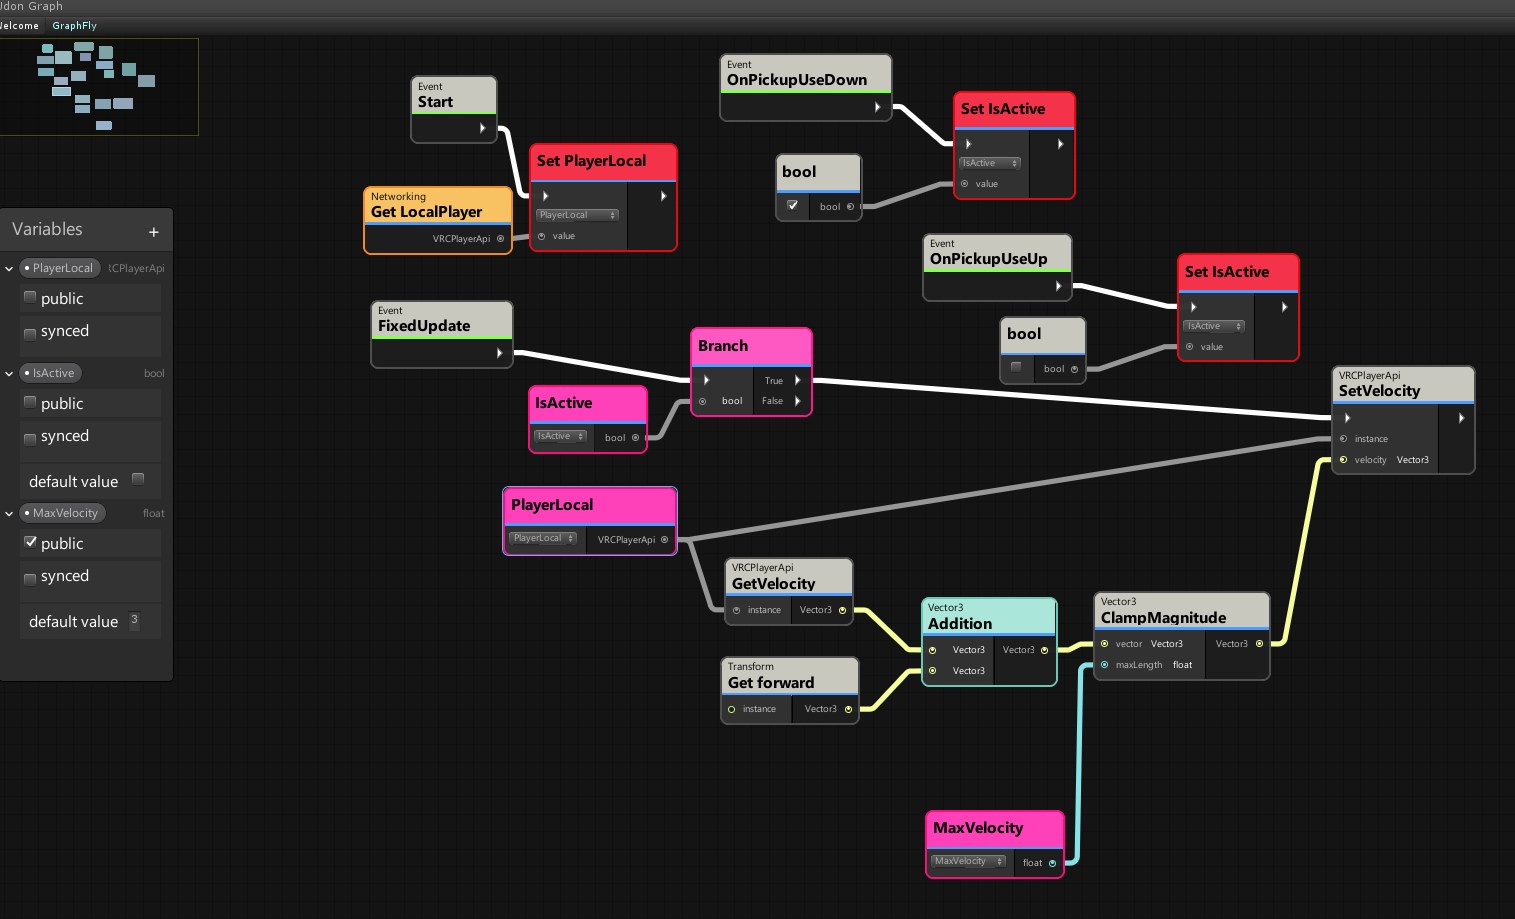 Udon Graph
Welcome GraphFly
Variables +
PlayerLocal
public
synced
IsActive bool
public
synced
default value
MaxVelocity float
public
synced
default value 3
Event
Start
Set PlayerLocal
PlayerLocal
value
Networking
Get LocalPlayer
VRCPlayerApi
Event
OnPickupUseDown
Set IsActive
IsActive
value
bool
bool
Event
OnPickupUseUp
Set IsActive
IsActive
value
bool
bool
Event
FixedUpdate
Branch
True
bool False
IsActive
IsActive bool
VRCPlayerApi
SetVelocity
instance
velocity Vector3
PlayerLocal
PlayerLocal VRCPlayerApi
VRCPlayerApi
GetVelocity
instance Vector3
Transform
Get forward
instance Vector3
Vector3
Addition
Vector3 Vector3
Vector3
Vector3
ClampMagnitude
vector Vector3 Vector3
maxLength float
MaxVelocity
MaxVelocity float